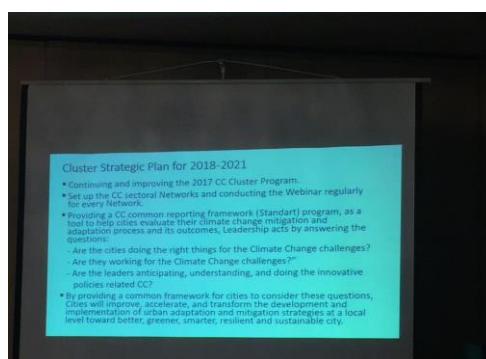 Cluster Strategic Plan for 2018-2021
▪ Continuing and improving the 2017 CC Cluster Program.
▪ Set up the CC sectoral Networks and conducting the Webinar regularly
for every Network.
▪ Providing a CC common reporting framework (Standart) program, as a
tool to help cities evaluate their climate change mitigation and
adaptation process and its outcomes, Leadership acts by answering the
questions:
- Are the cities doing the right things for the Climate Change challenges?
- Are they working for the Climate Change challenges?"
- Are the leaders anticipating, understanding, and doing the innovative
policies related CC?
▪ By providing a common framework for cities to consider these questions,
Cities will improve, accelerate, and transform the development and
implementation of urban adaptation and mitigation strategies at a local
level toward better, greener, smarter, resilient and sustainable city.